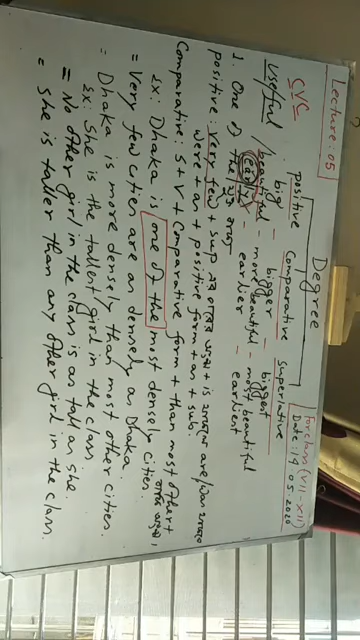 Lecture: 05
Degree
For class (VII-XII)
Date: 14.05.2020
positive comparative superlative
CVC
big - bigger - biggest
Useful / beautiful - more beautiful - most beautiful
early - earlier - earliest
1. One of the এর
positive: Very few + sup এর
were + as + positive form + as + sub.
Comparative: S + V + Comparative form + than most other +
Ex: Dhaka is one of the most densely cities.
= Very few cities are as densely as Dhaka.
= Dhaka is more densely than most other cities.
Ex: She is the tallest girl in the class
= No other girl in the class is as tall as she.
= She is taller than any other girl in the class.